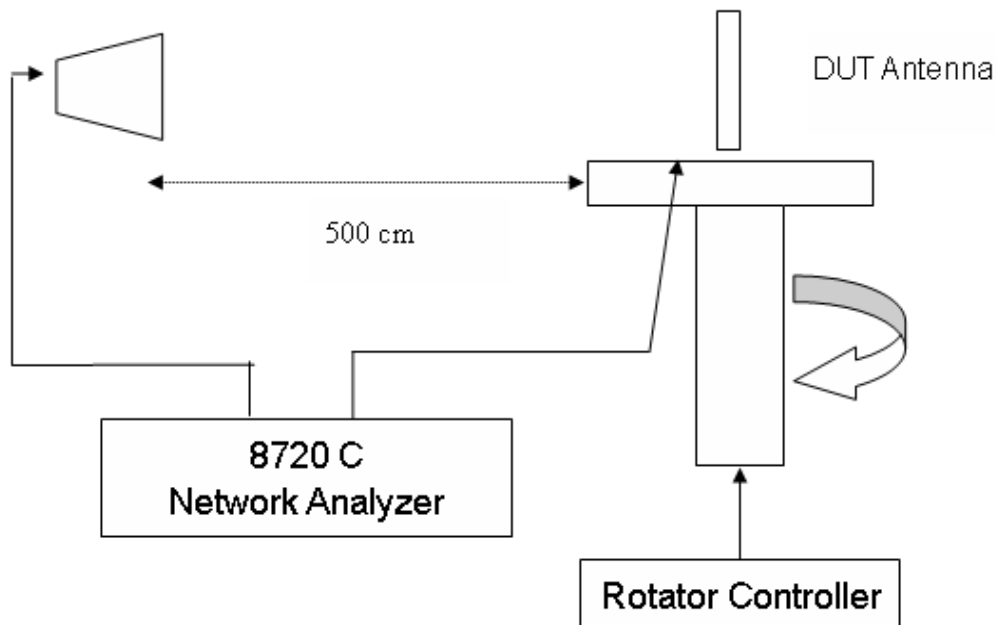 DUT Antenna
500 cm
8720 C
Network Analyzer
Rotator Controller